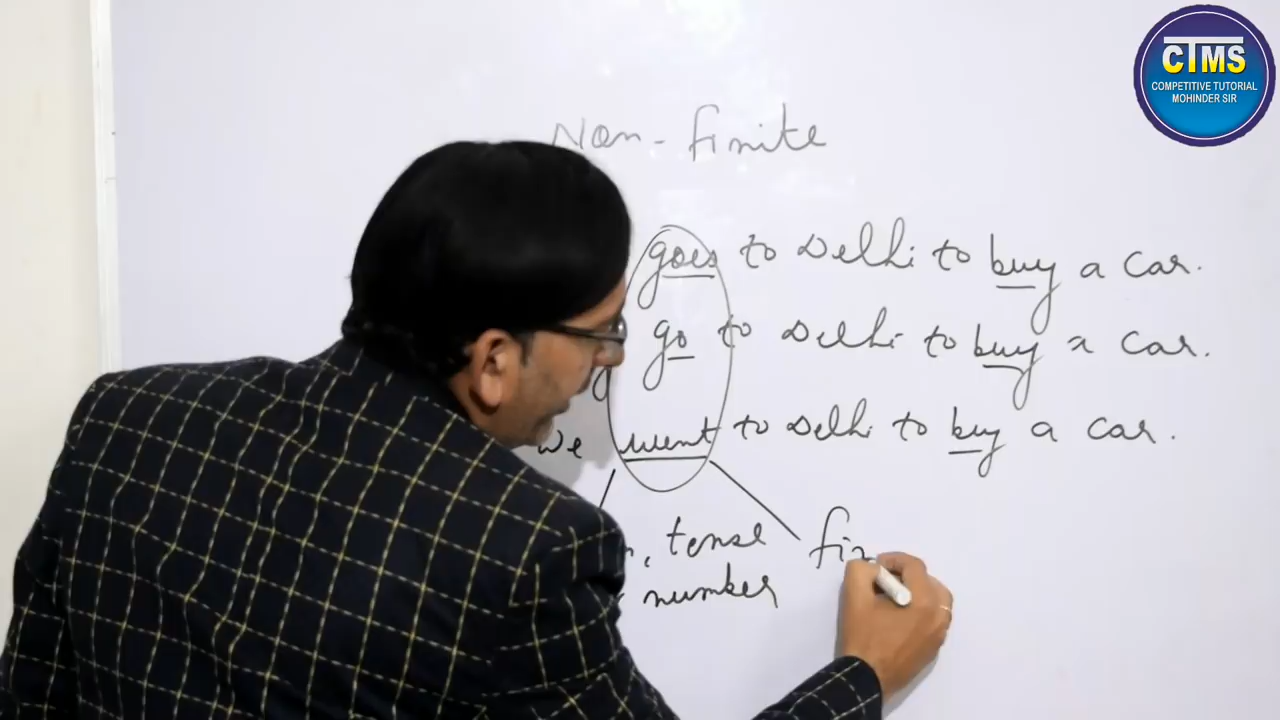 CTMS
COMPETITIVE TUTORIAL
MOHINDER SIR
Non-finite
goes to Delhi to buy a car.
go to Delhi to buy a car.
we went to Delhi to buy a car.
, tense
number
fin